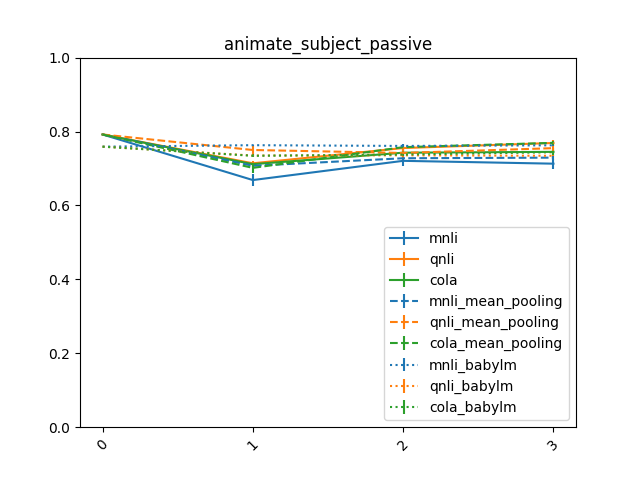 animate_subject_passive
1.0
0.8
0.6
0.4
0.2
0.0
0
1
2
3
mnli
qnli
cola
mnli_mean_pooling
qnli_mean_pooling
cola_mean_pooling
mnli_babylm
qnli_babylm
cola_babylm